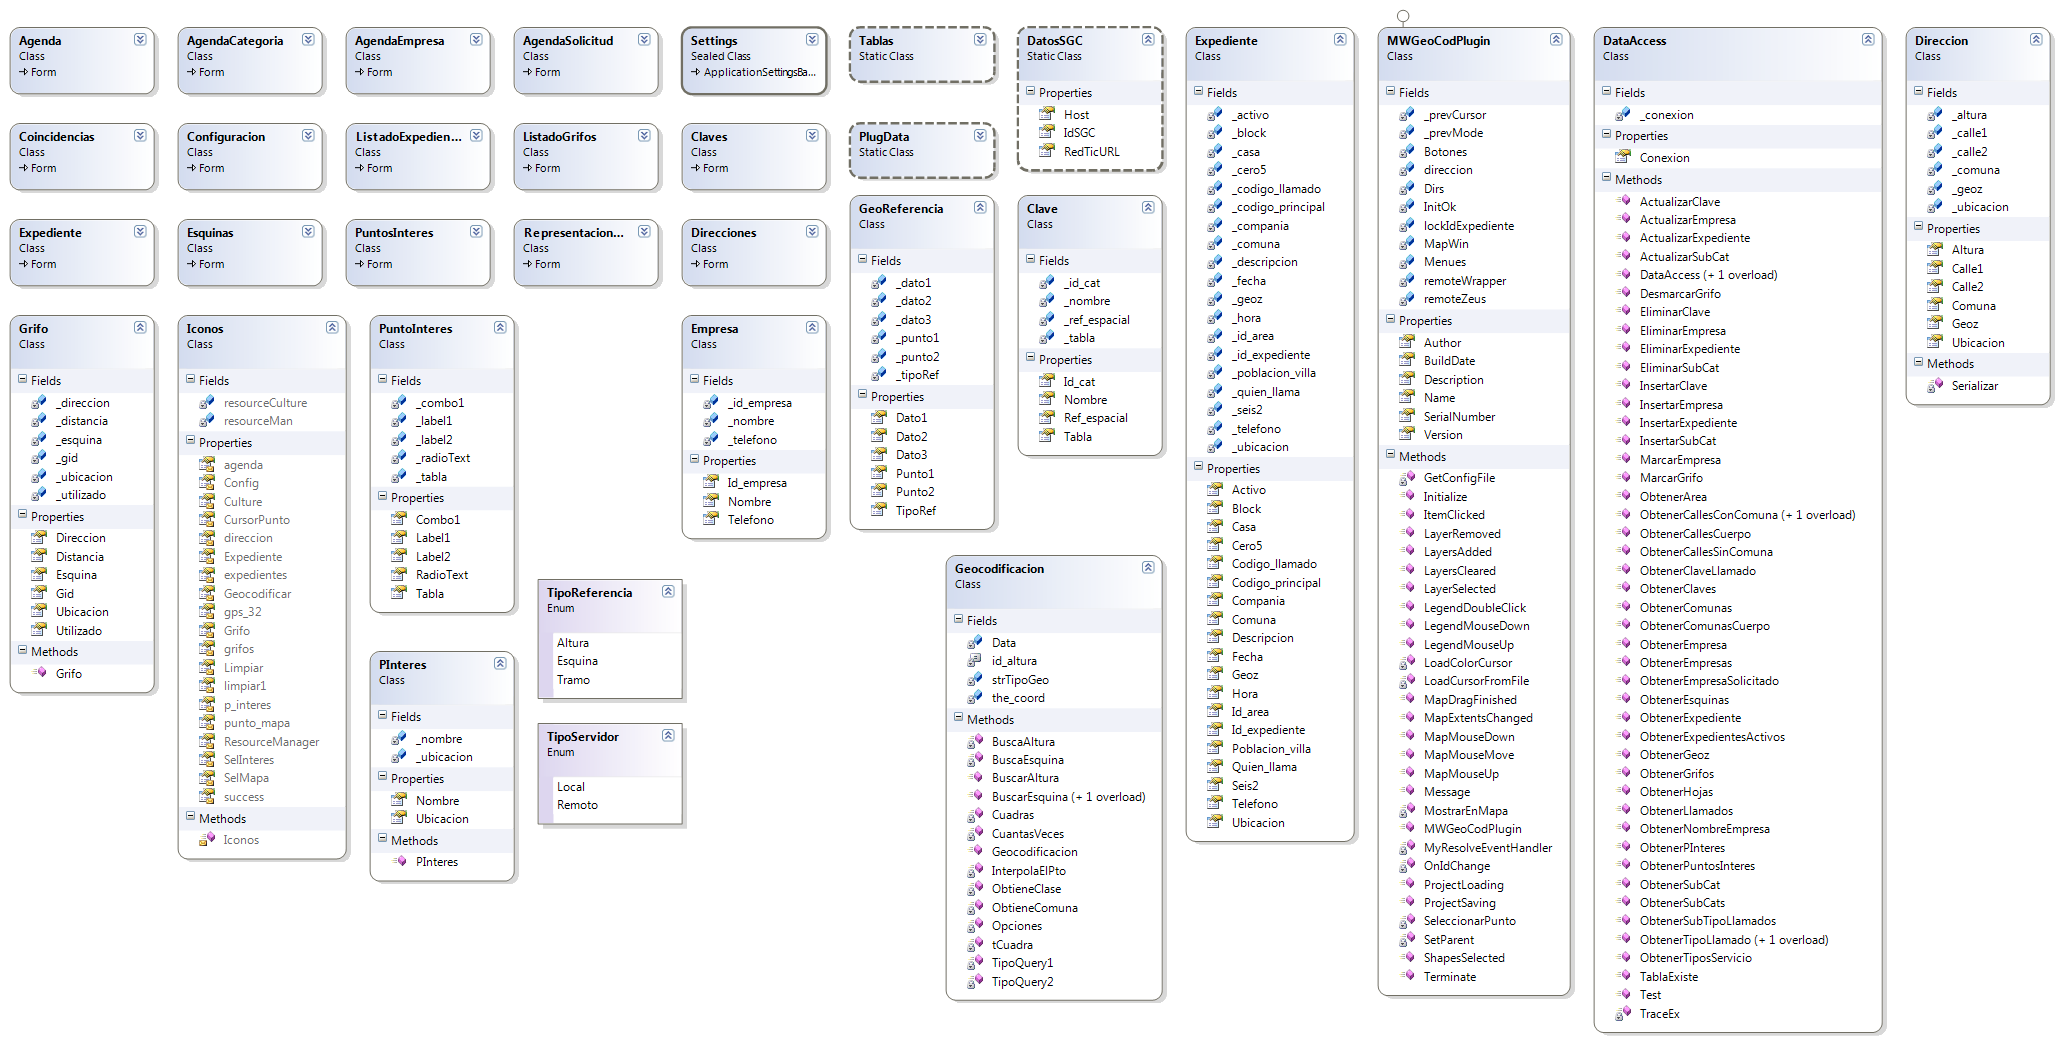 Agenda
Class
Form
AgendaCategoria
Class
Form
AgendaEmpresa
Class
Form
AgendaSolicitud
Class
Form
Settings
Sealed Class
ApplicationSettingsBa...
Tablas
Static Class
Coincidencias
Class
Form
Configuracion
Class
Form
ListadoExpedien...
Class
Form
ListadoGrifos
Class
Form
Claves
Class
Form
PlugData
Static Class
Expediente
Class
Form
Esquinas
Class
Form
PuntosInteres
Class
Form
Representacion...
Class
Form
Direcciones
Class
Form
Grifo
Class
Fields
_direccion
_distancia
_esquina
_gid
_ubicacion
_utilizado
Properties
Direccion
Distancia
Esquina
Gid
Ubicacion
Utilizado
Methods
Grifo
Iconos
Class
Fields
resourceCulture
resourceMan
Properties
agenda
Config
Culture
CursorPunto
direccion
Expediente
expedientes
Geocodificar
gps_32
Grifo
grifos
Limpiar
limpiar1
p_interes
punto_mapa
ResourceManager
SelInteres
SelMapa
success
Methods
Iconos
PuntoInteres
Class
Fields
_combo1
_label1
_label2
_radioText
_tabla
Properties
Combo1
Label1
Label2
RadioText
Tabla
PInteres
Class
Fields
_nombre
_ubicacion
Properties
Nombre
Ubicacion
Methods
PInteres
TipoReferencia
Enum
Altura
Esquina
Tramo
TipoServidor
Enum
Local
Remoto
Empresa
Class
Fields
_id_empresa
_nombre
_telefono
Properties
Id_empresa
Nombre
Telefono
GeoReferencia
Class
Fields
_dato1
_dato2
_dato3
_punto1
_punto2
_tipoRef
Properties
Dato1
Dato2
Dato3
Punto1
Punto2
TipoRef
DatosSGC
Static Class
Properties
Host
IdSGC
RedTicURL
Clave
Class
Fields
_id_cat
_nombre
_ref_espacial
_tabla
Properties
Id_cat
Nombre
Ref_espacial
Tabla
Geocodificacion
Class
Fields
Data
id_altura
strTipoGeo
the_coord
Methods
BuscaAltura
BuscaEsquina
BuscarAltura
BuscarEsquina (+ 1 overload)
Cuadras
CuantasVeces
Geocodificacion
InterpolaElPto
ObtieneClase
ObtieneComuna
Opciones
tCuadra
TipoQuery1
TipoQuery2
Expediente
Class
Fields
_activo
_block
_casa
_cero5
_codigo_llamado
_codigo_principal
_compania
_comuna
_descripcion
_fecha
_geoz
_hora
_id_area
_id_expediente
_poblacion_villa
_quien_llama
_seis2
_telefono
_ubicacion
Properties
Activo
Block
Casa
Cero5
Codigo_llamado
Codigo_principal
Compania
Comuna
Descripcion
Fecha
Geoz
Hora
Id_area
Id_expediente
Poblacion_villa
Quien_llama
Seis2
Telefono
Ubicacion
MWGeoCodPlugin
Class
Fields
_prevCursor
_prevMode
Botones
direccion
Dirs
InitOk
lockIdExpediente
MapWin
Menues
remoteWrapper
remoteZeus
Properties
Author
BuildDate
Description
Name
SerialNumber
Version
Methods
GetConfigFile
Initialize
ItemClicked
LayerRemoved
LayersAdded
LayersCleared
LayerSelected
LegendDoubleClick
LegendMouseDown
LegendMouseUp
LoadColorCursor
LoadCursorFromFile
MapDragFinished
MapExtentsChanged
MapMouseDown
MapMouseMove
MapMouseUp
Message
MostrarEnMapa
MWGeoCodPlugin
MyResolveEventHandler
OnIdChange
ProjectLoading
ProjectSaving
SeleccionarPunto
SetParent
ShapesSelected
Terminate
DataAccess
Class
Fields
_conexion
Properties
Conexion
Methods
ActualizarClave
ActualizarEmpresa
ActualizarExpediente
ActualizarSubCat
DataAccess (+ 1 overload)
DesmarcarGrifo
EliminarClave
EliminarEmpresa
EliminarExpediente
EliminarSubCat
InsertarClave
InsertarEmpresa
InsertarExpediente
InsertarSubCat
MarcarEmpresa
MarcarGrifo
ObtenerArea
ObtenerCallesConComuna (+ 1 overload)
ObtenerCallesCuerpo
ObtenerCallesSinComuna
ObtenerClaveLlamado
ObtenerClaves
ObtenerComunas
ObtenerComunasCuerpo
ObtenerEmpresa
ObtenerEmpresas
ObtenerEmpresaSolicitado
ObtenerEsquinas
ObtenerExpediente
ObtenerExpedientesActivos
ObtenerGeoz
ObtenerGrifos
ObtenerHojas
ObtenerLlamados
ObtenerNombreEmpresa
ObtenerPInteres
ObtenerPuntosInteres
ObtenerSubCat
ObtenerSubCats
ObtenerSubTipoLlamados
ObtenerTipoLlamado (+ 1 overload)
ObtenerTiposServicio
TablaExiste
Test
TraceEx
Direccion
Class
Fields
_altura
_calle1
_calle2
_comuna
_geoz
_ubicacion
Properties
Altura
Calle1
Calle2
Comuna
Geoz
Ubicacion
Methods
Serializar